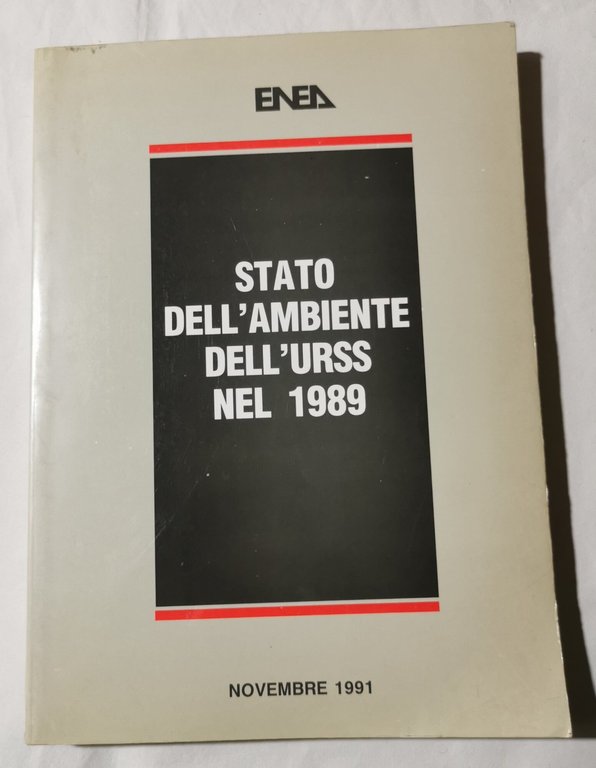 ENEA
STATO
DELL'AMBIENTE
DELL'URSS
NEL 1989
NOVEMBRE 1991